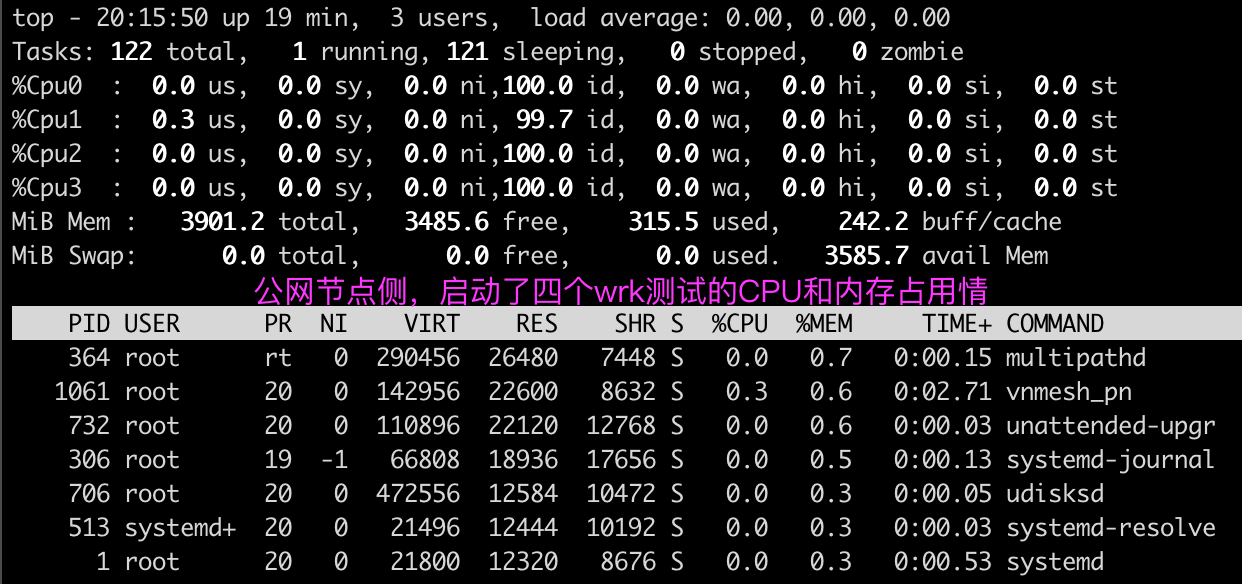 top - 20:15:50 up 19 min,  3 users,  load average: 0.00, 0.00, 0.00
Tasks: 122 total,   1 running, 121 sleeping,   0 stopped,   0 zombie
%Cpu0  :  0.0 us,  0.0 sy,  0.0 ni,100.0 id,  0.0 wa,  0.0 hi,  0.0 si,  0.0 st
%Cpu1  :  0.3 us,  0.0 sy,  0.0 ni, 99.7 id,  0.0 wa,  0.0 hi,  0.0 si,  0.0 st
%Cpu2  :  0.0 us,  0.0 sy,  0.0 ni,100.0 id,  0.0 wa,  0.0 hi,  0.0 si,  0.0 st
%Cpu3  :  0.0 us,  0.0 sy,  0.0 ni,100.0 id,  0.0 wa,  0.0 hi,  0.0 si,  0.0 st
MiB Mem :   3901.2 total,   3485.6 free,    315.5 used,    242.2 buff/cache
MiB Swap:      0.0 total,      0.0 free,      0.0 used.   3585.7 avail Mem
公网节点侧，启动了四个wrk测试的CPU和内存占用情
    PID USER      PR  NI    VIRT    RES    SHR S  %CPU  %MEM     TIME+ COMMAND
    364 root      rt   0  290456  26480   7448 S   0.0   0.7   0:00.15 multipathd
   1061 root      20   0  142956  22600   8632 S   0.3   0.6   0:02.71 vnmesh_pn
    732 root      20   0  110896  22120  12768 S   0.0   0.6   0:00.03 unattended-upgr
    306 root      19  -1   66808  18936  17656 S   0.0   0.5   0:00.13 systemd-journal
    706 root      20   0  472556  12584  10472 S   0.0   0.3   0:00.05 udisksd
    513 systemd+  20   0   21496  12444  10192 S   0.0   0.3   0:00.03 systemd-resolve
      1 root      20   0   21800  12320   8676 S   0.0   0.3   0:00.53 systemd